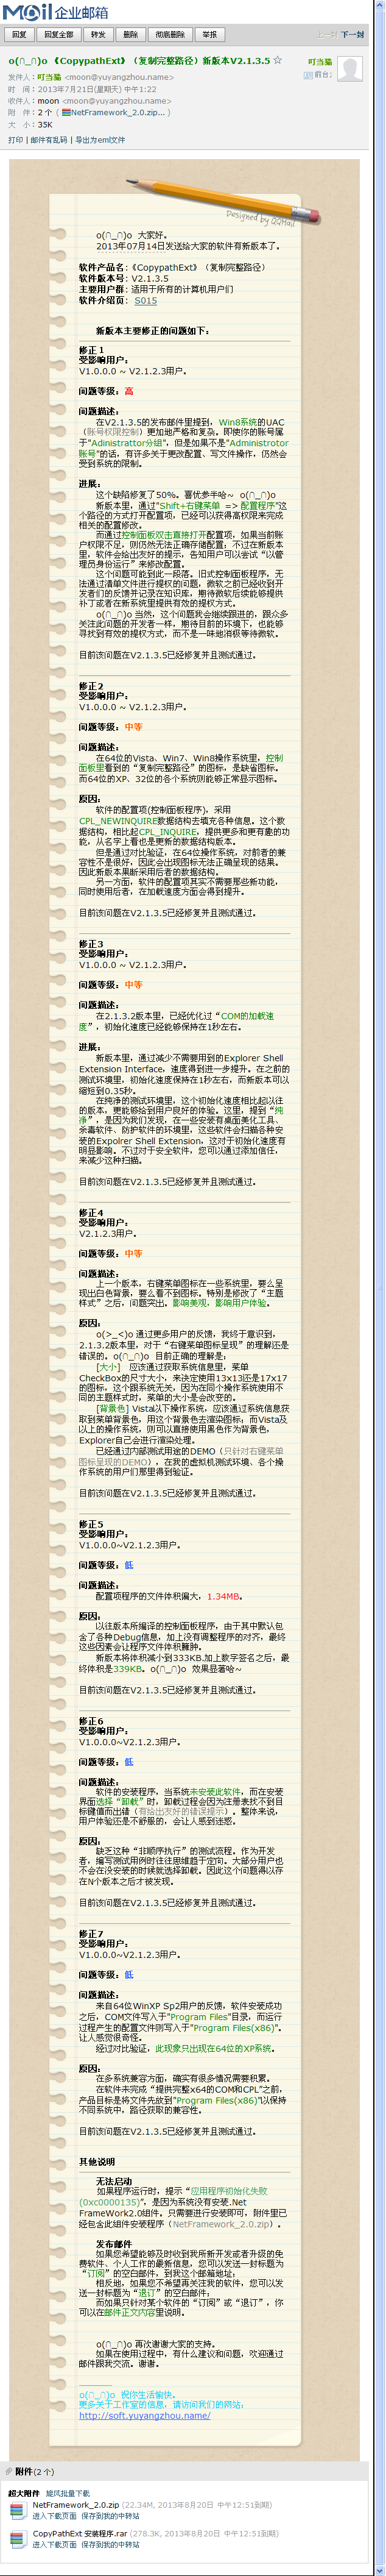 Mail 企业邮箱
回复 回复全部 转发 删除 彻底删除 举报 上一封 下一封
o(∩_∩)o 《CopypathExt》（复制完整路径）新版本V2.1.3.5 ☆
发件人：叮当猫 <moon@yuyangzhou.name>
叮当猫
时 间：2013年7月21日(星期天) 中午1:22
前台;
收件人：moon <moon@yuyangzhou.name>
附 件：2 个 ( NetFramework_2.0.zip... )
大 小：35K
打印 | 邮件有乱码 | 导出为eml文件
Designed by QQMail
o(∩_∩)o 大家好。
2013年07月14日发送给大家的软件有新版本了。
软件产品名：《CopypathExt》（复制完整路径）
软件版本号：V2.1.3.5
主要用户群：适用于所有的计算机用户们
软件介绍页： S015
新版本主要修正的问题如下：
修正１
受影响用户：
V1.0.0.0 ~ V2.1.2.3用户。
问题等级：高
问题描述：
在V2.1.3.5的发布邮件里提到，Win8系统的UAC
（账号权限控制）更加地严格和复杂。即使你的账号属
于“Adinistrattor分组”，但是如果不是“Administrotor
账号”的话，有许多关于更改配置、写文件操作，仍然会
受到系统的限制。
进展：
这个缺陷修复了50%。喜忧参半哈~ o(∩_∩)o
新版本里，通过“Shift+右键菜单 => 配置程序”这
个路径的方式打开配置项，已经可以获得高权限来完成
相关的配置修改。
而通过控制面板双击直接打开配置项，如果当前账
户权限不足，则仍然无法正确存储配置，不过在新版本
里，软件会给出友好的提示，告知用户可以尝试“以管
理员身份运行”来修改配置。
这个问题可能到此一段落。旧式控制面板程序，无
法通过清单文件进行提权的问题，微软之前已经收到开
发者们的反馈并记录在知识库，期待微软后续能够提供
补丁或者在新系统里提供有效的提权方式。
o(∩_∩)o 当然，这个问题我会继续跟进的，跟众多
关注此问题的开发者一样，期待目前的环境下，也能够
寻找到有效的提权方式，而不是一味地消极等待微软。
目前该问题在V2.1.3.5已经修复并且测试通过。
修正2
受影响用户：
V1.0.0.0 ~ V2.1.2.3用户。
问题等级：中等
问题描述：
在64位的Vista、Win7、Win8操作系统里，控制
面板里看到的“复制完整路径”的图标，是缺省图标。
而64位的XP、32位的各个系统则能够正常显示图标。
原因：
软件的配置项(控制面板程序)，采用
CPL_NEWINQUIRE数据结构去填充各种信息。这个数
据结构，相比起CPL_INQUIRE，提供更多和更有趣的功
能，从名字上看也是更新的数据结构版本。
但是通过对比验证，在64位操作系统，对前者的兼
容性不是很好，因此会出现图标无法正确呈现的结果。
因此新版本果断采用后者的数据结构。
另一方面，软件的配置项其实不需要那些新功能，
同时使用后者，在加载速度方面会得到提升。
目前该问题在V2.1.3.5已经修复并且测试通过。
修正3
受影响用户：
V1.0.0.0 ~ V2.1.2.3用户。
问题等级：中等
问题描述：
在2.1.3.2版本里，已经优化过“COM的加载速
度”，初始化速度已经能够保持在1秒左右。
进展：
新版本里，通过减少不需要用到的Explorer Shell
Extension Interface，速度得到进一步提升。在之前的
测试环境里，初始化速度保持在1秒左右，而新版本可以
缩短到0.35秒。
在纯净的测试环境里，这个初始化速度相比起以往
的版本，更能够给到用户良好的体验。这里，提到“纯
净”，是因为我们发现，在一些安装有桌面美化工具、
杀毒软件、防护软件的环境里，这些软件会扫描各种安
装的Expolrer Shell Extension，这对于初始化速度有
明显影响。不过对于安全软件，您可以通过添加信任，
来减少这种扫描。
目前该问题在V2.1.3.5已经修复并且测试通过。
修正4
受影响用户：
V2.1.2.3用户。
问题等级：中等
问题描述：
上一个版本，右键菜单图标在一些系统里，要么呈
现出白色背景，要么看不到图标。特别是修改了“主题
样式”之后，问题突出。影响美观，影响用户体验。
原因：
o(>_<)o 通过更多用户的反馈，我终于意识到，
2.1.3.2版本里，对于“右键菜单图标呈现”的理解还是
错误的。o(∩_∩)o 目前正确的理解是：
[大小] 应该通过获取系统信息里，菜单
CheckBox的尺寸大小，来决定使用13x13还是17x17
的图标，这个跟系统无关，因为在同个操作系统使用不
同的主题样式时，菜单的大小是会改变的。
[背景色] Vista以下操作系统，应该通过系统信息获
取到菜单背景色，用这个背景色去渲染图标，而Vista及
以上的操作系统，则可以直接使用黑色作为背景色，
Explorer自己会进行渲染处理。
已经通过内部测试用途的DEMO（只针对右键菜单
图标呈现的DEMO），在我的虚拟机测试环境、各个操
作系统的用户们那里得到验证。
目前该问题在V2.1.3.5已经修复并且测试通过。
修正5
受影响用户：
V1.0.0.0~V2.1.2.3用户。
问题等级：低
问题描述：
配置项程序的文件体积偏大，1.34MB。
原因：
以往版本所编译的控制面板程序，由于其中默认包
含了各种Debug信息，加上没有调整程序的对齐，最终
这些因素会让程序文件体积臃肿。
新版本将体积减小到333KB.加上数字签名之后，最
终体积是339KB。o(∩_∩)o 效果显著哈~
目前该问题在V2.1.3.5已经修复并且测试通过。
修正6
受影响用户：
V1.0.0.0~V2.1.2.3用户。
问题等级：低
问题描述：
软件的安装程序，当系统未安装此软件，而在安装
界面选择“卸载”时，卸载过程会因为注册表找不到目
标键值而出错（有给出友好的错误提示）。整体来说，
用户体验还是不舒服的，会让人感到迷惑。
原因：
缺乏这种“非顺序执行”的测试流程。作为开发
者，编写测试用例时往往思维趋于定向。大部分用户也
不会在没安装的时候就选择卸载。因此这个问题得以存
在N个版本之后才被发现。
目前该问题在V2.1.3.5已经修复并且测试通过。
修正7
受影响用户：
V1.0.0.0~V2.1.2.3用户。
问题等级：低
问题描述：
来自64位WinXP Sp2用户的反馈，软件安装成功
之后，COM文件写入于”Program Files”目录，而运行
过程产生的配置文件则写入于“Program Files(x86)”。
让人感觉很奇怪。
经过对比验证，此现象只出现在64位的XP系统。
原因：
在多系统兼容方面，确实有很多情况需要积累。
在软件未完成“提供完整x64的COM和CPL”之前，
产品目标是将文件先放到“Program Files(x86)”以保持
不同系统中，路径获取的兼容性。
目前该问题在V2.1.3.5已经修复并且测试通过。
其他说明
无法启动
如果程序运行时，提示“应用程序初始化失败
(0xc0000135)”，是因为系统没有安装.Net
FrameWork2.0组件。只需要进行安装即可，附件里已
经包含此组件安装程序（NetFramework_2.0.zip）。
发布邮件
如果您希望能够及时收到我所新开发或者升级的免
费软件、个人工作的最新信息，您可以发送一封标题为
“订阅”的空白邮件，到我这个邮箱地址；
相反地，如果您不希望再关注我的软件，您可以发
送一封标题为“退订”的空白邮件；
而如果只针对某个软件的“订阅”或“退订”，你
可以在邮件正文内容里说明。
o(∩_∩)o 再次谢谢大家的支持。
如果在使用过程中，有什么建议和问题，欢迎通过
邮件跟我交流。谢谢。
o(∩_∩)o 祝你生活愉快。
更多关于工作室的信息，请访问我们的网站：
http://soft.yuyangzhou.name/
附件(2 个)
超大附件 旋风批量下载
NetFramework_2.0.zip (22.34M, 2013年8月20日 中午12:51到期)
进入下载页面 保存到我的中转站
CopyPathExt 安装程序.rar (278.3K, 2013年8月20日 中午12:51到期)
进入下载页面 保存到我的中转站